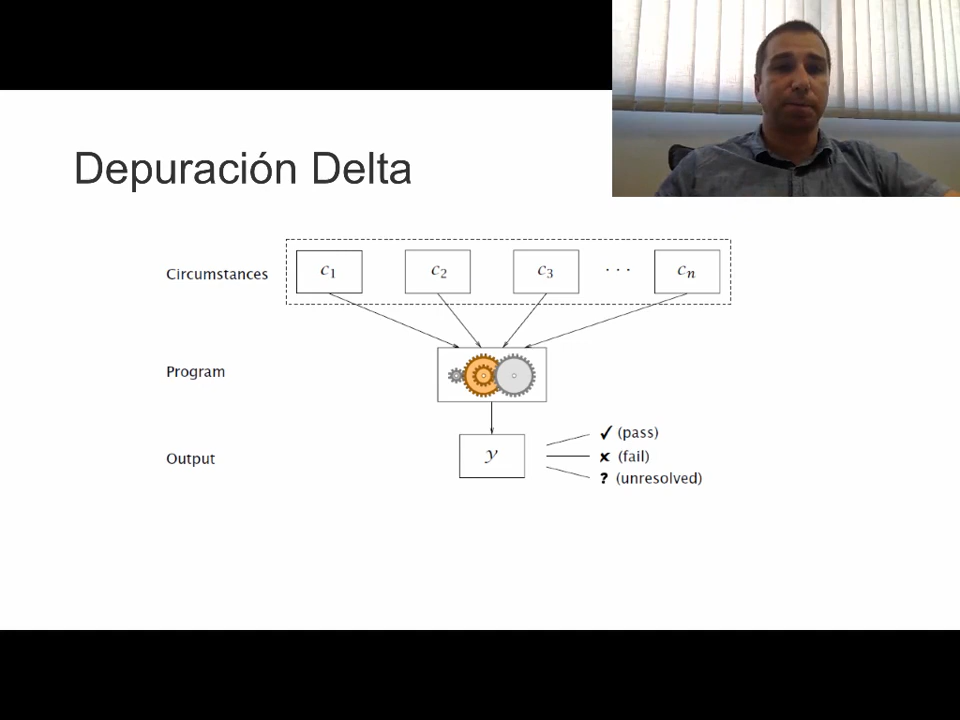 Depuración Delta
Circumstances c1 c2 c3 · · · cn
Program
Output y
✓ (pass)
✗ (fail)
? (unresolved)